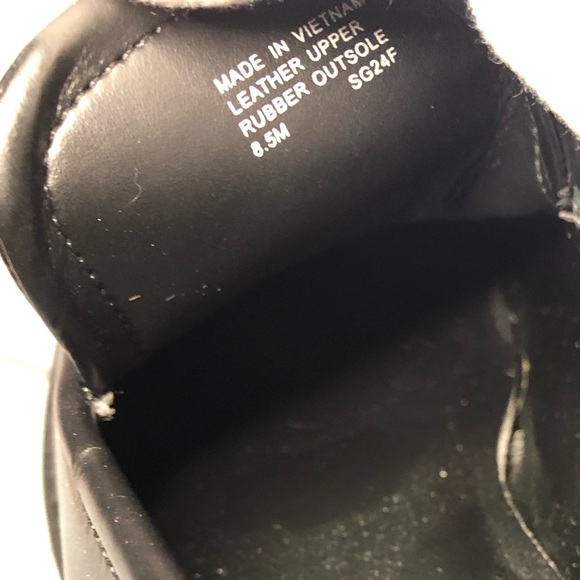 MADE IN VIETNAM
LEATHER UPPER
RUBBER OUTSOLE
8.5M SG24F